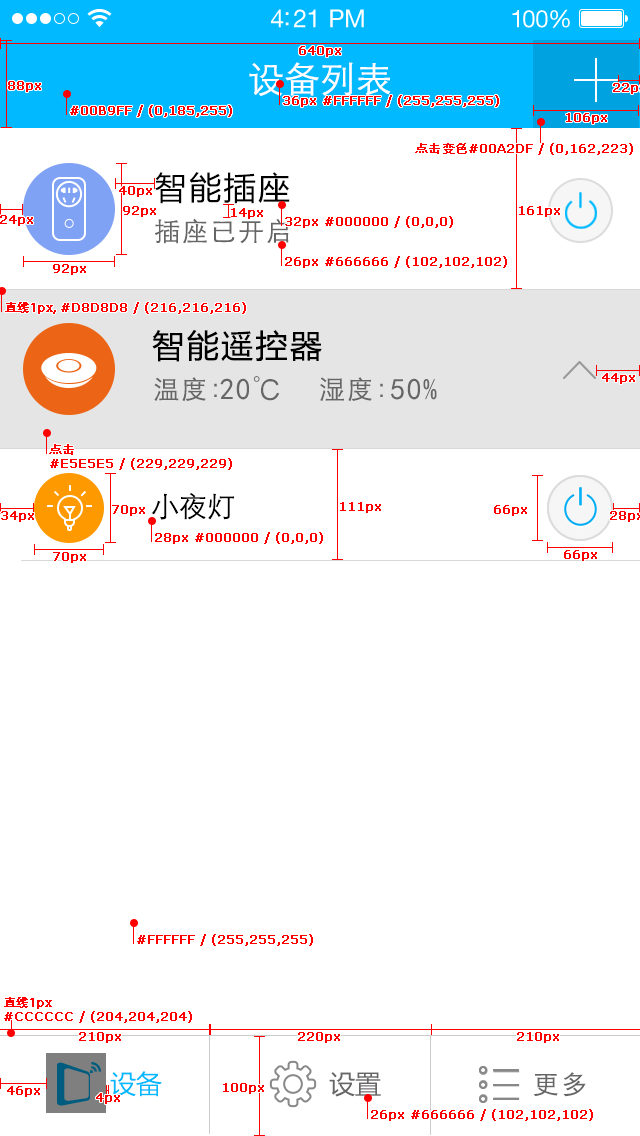 4:21 PM
100%
640px
88px
设备列表
22p
#00B9FF / (0,185,255)
36px #FFFFFF / (255,255,255)
106px
点击变色#00A2DF / (0,162,223)
40px
智能插座
24px
92px
14px
161px
32px #000000 / (0,0,0)
插座已开启
92px
26px #666666 / (102,102,102)
直线1px, #D8D8D8 / (216,216,216)
智能遥控器
温度:20℃ 湿度:50%
44px
点击
#E5E5E5 / (229,229,229)
34px
70px
小夜灯
111px
66px
28px
28px #000000 / (0,0,0)
70px
66px
#FFFFFF / (255,255,255)
直线1px
#CCCCCC / (204,204,204)
210px
220px
210px
46px
4px
设备
100px
设置
更多
26px #666666 / (102,102,102)